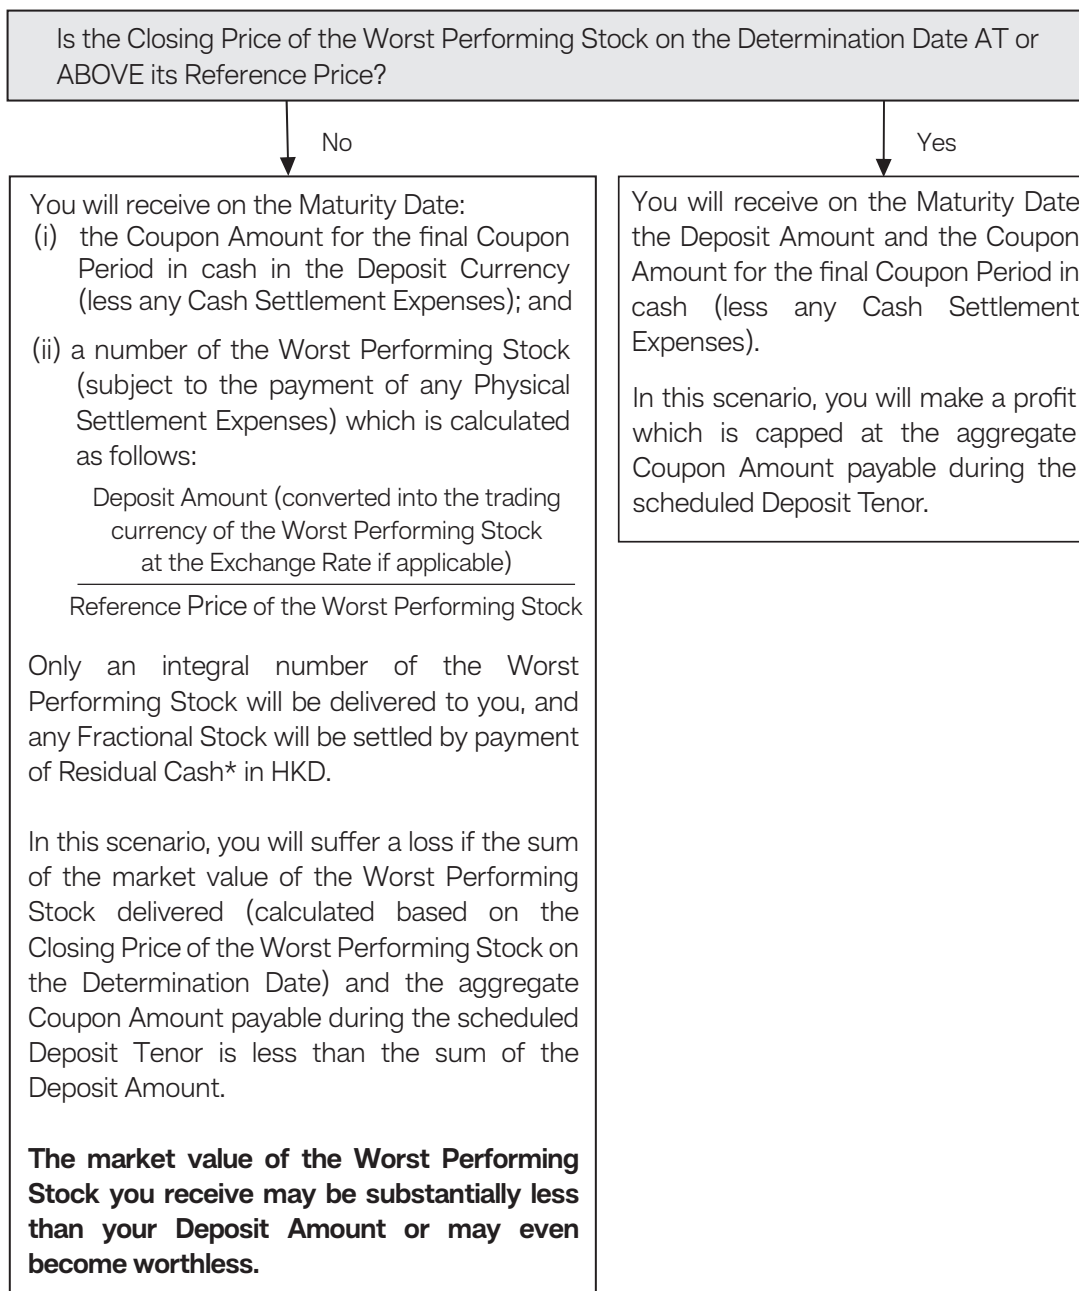 Is the Closing Price of the Worst Performing Stock on the Determination Date AT or
ABOVE its Reference Price?
No
You will receive on the Maturity Date:
(i) the Coupon Amount for the final Coupon
Period in cash in the Deposit Currency
(less any Cash Settlement Expenses); and
(ii) a number of the Worst Performing Stock
(subject to the payment of any Physical
Settlement Expenses) which is calculated
as follows:
Deposit Amount (converted into the trading
currency of the Worst Performing Stock
at the Exchange Rate if applicable)
Reference Price of the Worst Performing Stock
Only an integral number of the Worst
Performing Stock will be delivered to you, and
any Fractional Stock will be settled by payment
of Residual Cash* in HKD.
In this scenario, you will suffer a loss if the sum
of the market value of the Worst Performing
Stock delivered (calculated based on the
Closing Price of the Worst Performing Stock on
the Determination Date) and the aggregate
Coupon Amount payable during the scheduled
Deposit Tenor is less than the sum of the
Deposit Amount.
The market value of the Worst Performing
Stock you receive may be substantially less
than your Deposit Amount or may even
become worthless.
Yes
You will receive on the Maturity Date
the Deposit Amount and the Coupon
Amount for the final Coupon Period in
cash (less any Cash Settlement
Expenses).
In this scenario, you will make a profit
which is capped at the aggregate
Coupon Amount payable during the
scheduled Deposit Tenor.